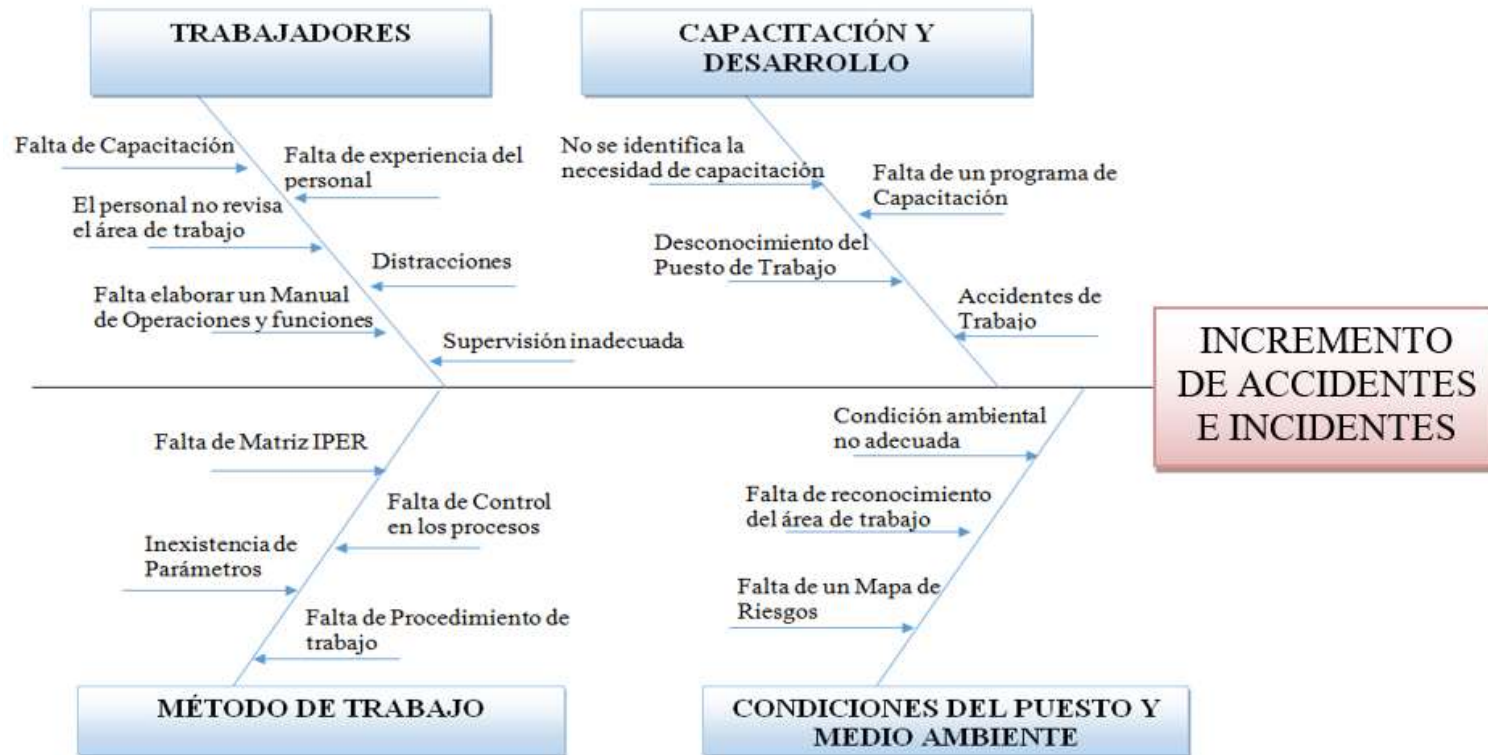 TRABAJADORES
CAPACITACIÓN Y
DESARROLLO
Falta de Capacitación
Falta de experiencia del
personal
El personal no revisa
el área de trabajo
Distracciones
Falta elaborar un Manual
de Operaciones y funciones
Supervisión inadecuada
No se identifica la
necesidad de capacitación
Falta de un programa de
Capacitación
Desconocimiento del
Puesto de Trabajo
Accidentes de
Trabajo
INCREMENTO
DE ACCIDENTES
E INCIDENTES
Falta de Matriz IPER
Falta de Control
en los procesos
Inexistencia de
Parámetros
Falta de Procedimiento de
trabajo
Condición ambiental
no adecuada
Falta de reconocimiento
del área de trabajo
Falta de un Mapa de
Riesgos
MÉTODO DE TRABAJO
CONDICIONES DEL PUESTO Y
MEDIO AMBIENTE